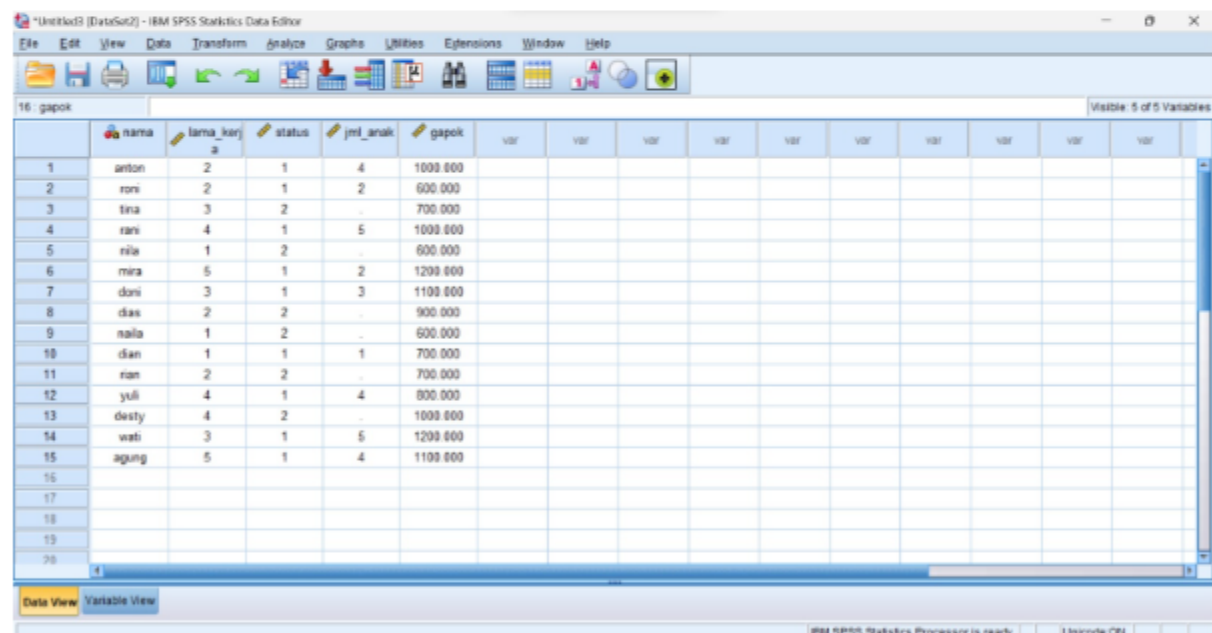 *Untitled3 [DataSet2] - IBM SPSS Statistics Data Editor
File Edit View Data Transform Analyze Graphs Utilities Extensions Window Help
16 : gapok Visible: 5 of 5 Variables
nama lama_kerja status jml_anak gapok var var var var var var var var var var
1 anton 2 1 4 1000.000
2 roni 2 1 2 600.000
3 tina 3 2 . 700.000
4 rani 4 1 5 1000.000
5 nila 1 2 . 600.000
6 mira 5 1 2 1200.000
7 doni 3 1 3 1100.000
8 dias 2 2 . 900.000
9 naila 1 2 . 600.000
10 dian 1 1 1 700.000
11 rian 2 2 . 700.000
12 yuli 4 1 4 800.000
13 desty 4 2 . 1000.000
14 wati 3 1 5 1200.000
15 agung 5 1 4 1100.000
16
17
18
19
20
Data View Variable View
IBM SPSS Statistics Processor is ready Unicode:ON